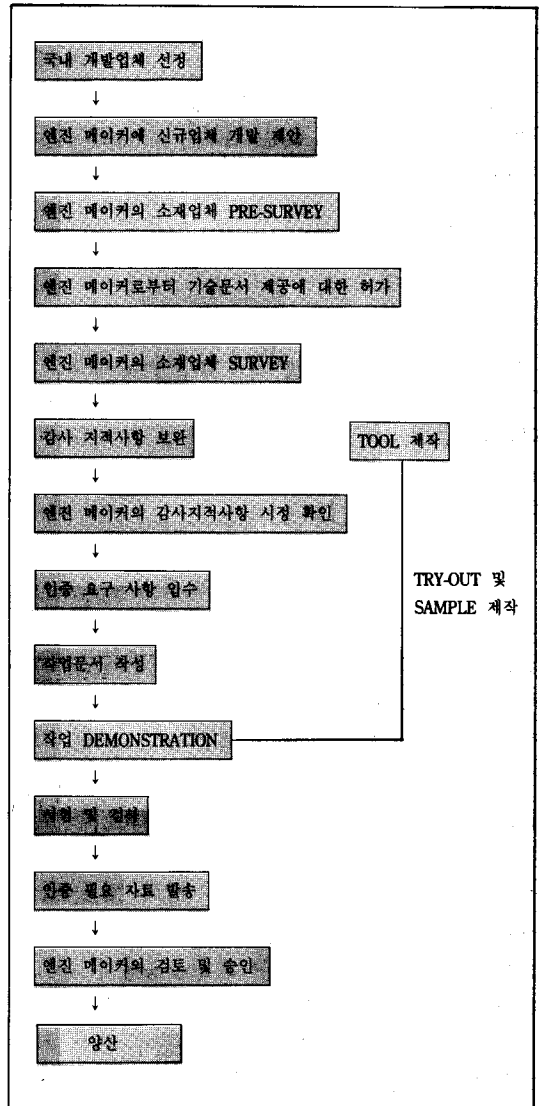 국내 개발업체 선정
↓
엔진 메이커에 신규업체 개발 제안
↓
엔진 메이커의 소재업체 PRE-SURVEY
↓
엔진 메이커로부터 기술문서 제공에 대한 허가
↓
엔진 메이커의 소재업체 SURVEY
↓
감사 지적사항 보완
TOOL 제작
↓
엔진 메이커의 감사지적사항 시정 확인
↓
인증 요구 사항 입수
TRY-OUT 및
SAMPLE 제작
↓
작업문서 작성
↓
작업 DEMONSTRATION
↓
시험 및 검사
↓
인증 필요 자료 발송
↓
엔진 메이커의 검토 및 승인
↓
양산